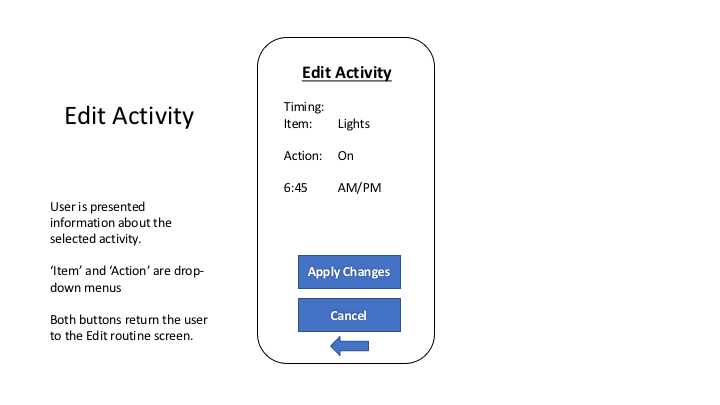 Edit Activity
User is presented
information about the
selected activity.
‘Item’ and ‘Action’ are drop-
down menus
Both buttons return the user
to the Edit routine screen.
Edit Activity
Timing:
Item: Lights
Action: On
6:45 AM/PM
Apply Changes
Cancel